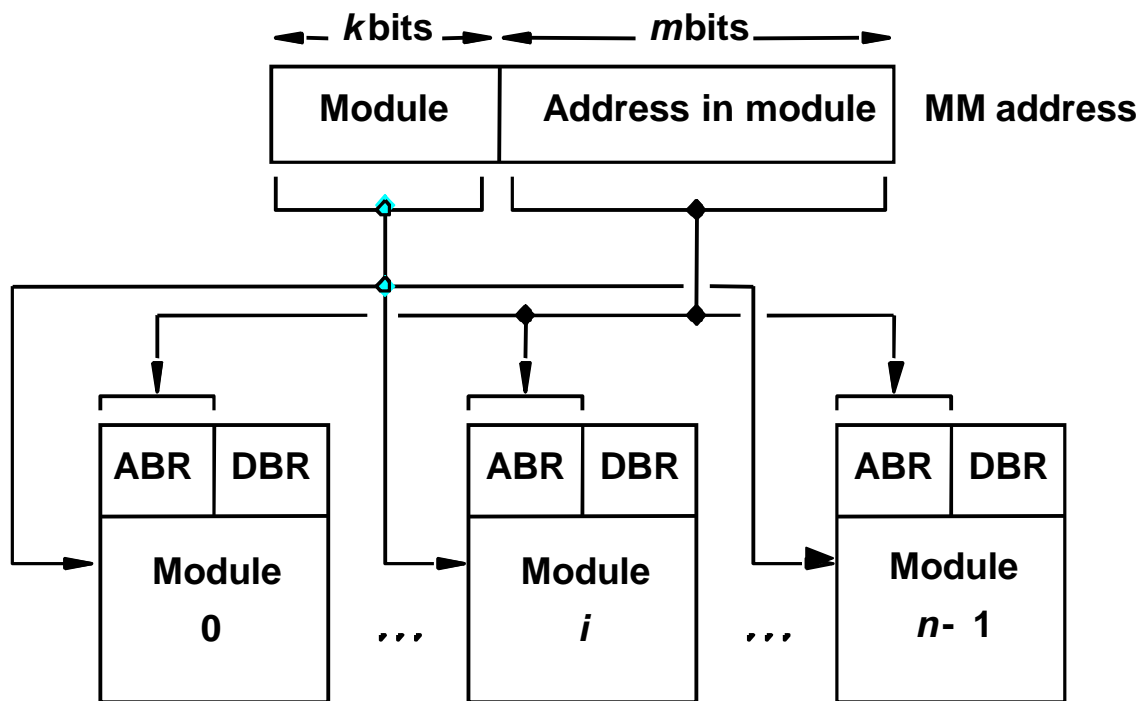 k bits m bits
Module Address in module MM address
ABR DBR ABR DBR ABR DBR
Module Module Module
0 ... i ... n- 1